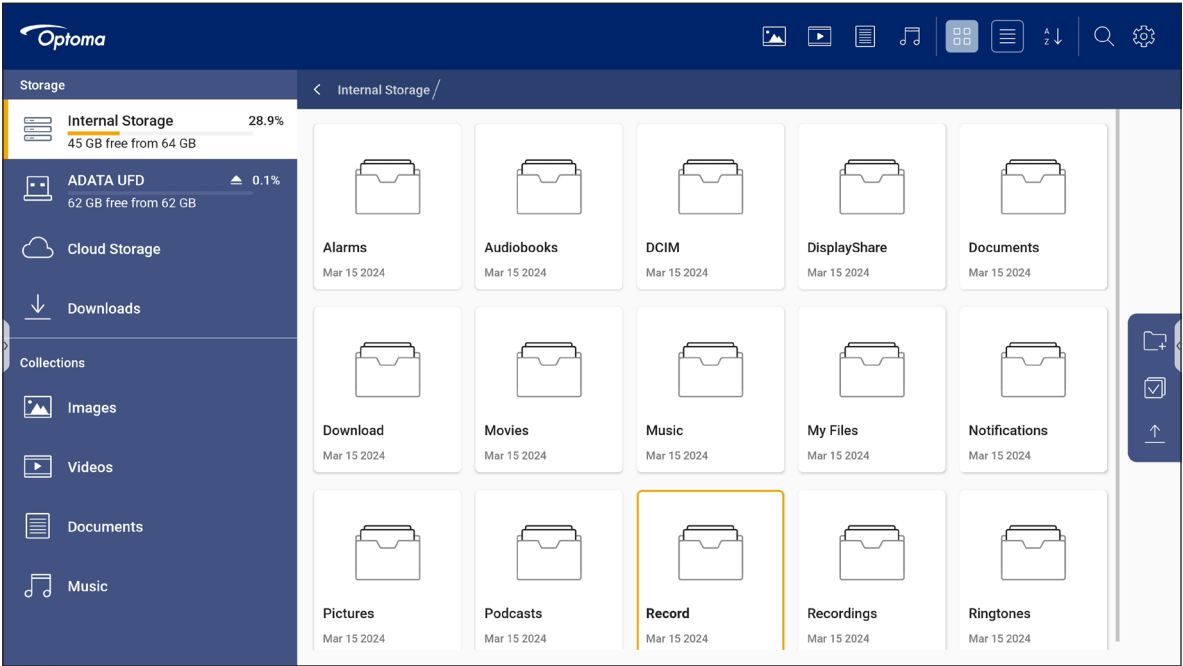 Optoma
A
Z
Storage
Internal Storage /
Internal Storage 28.9%
45 GB free from 64 GB
ADATA UFD 0.1%
62 GB free from 62 GB
Cloud Storage
Downloads
Collections
Images
Videos
Documents
Music
Alarms Audiobooks DCIM DisplayShare Documents
Mar 15 2024 Mar 15 2024 Mar 15 2024 Mar 15 2024 Mar 15 2024
Download Movies Music My Files Notifications
Mar 15 2024 Mar 15 2024 Mar 15 2024 Mar 15 2024 Mar 15 2024
Pictures Podcasts Record Recordings Ringtones
Mar 15 2024 Mar 15 2024 Mar 15 2024 Mar 15 2024 Mar 15 2024